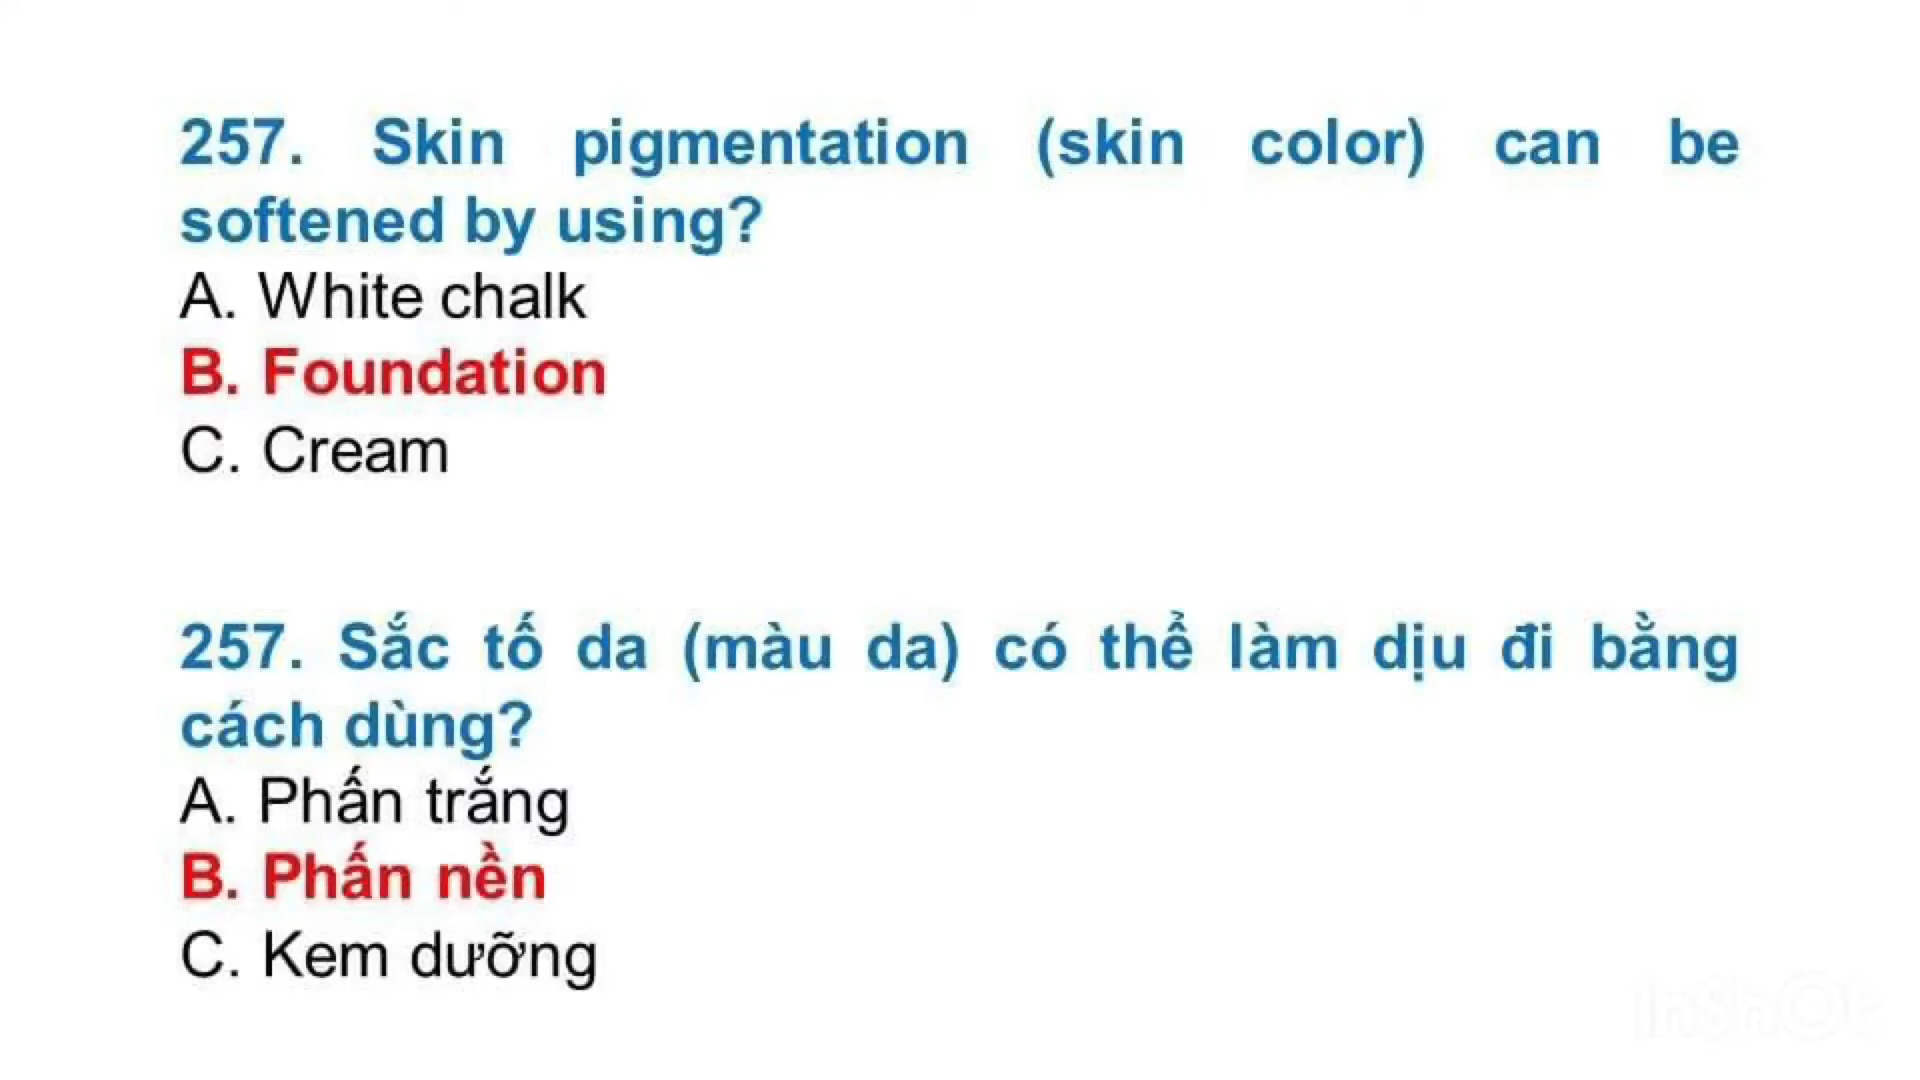 257. Skin pigmentation (skin color) can be
softened by using?
A. White chalk
B. Foundation
C. Cream
257. Sắc tố da (màu da) có thể làm dịu đi bằng
cách dùng?
A. Phấn trắng
B. Phấn nền
C. Kem dưỡng
InShOt